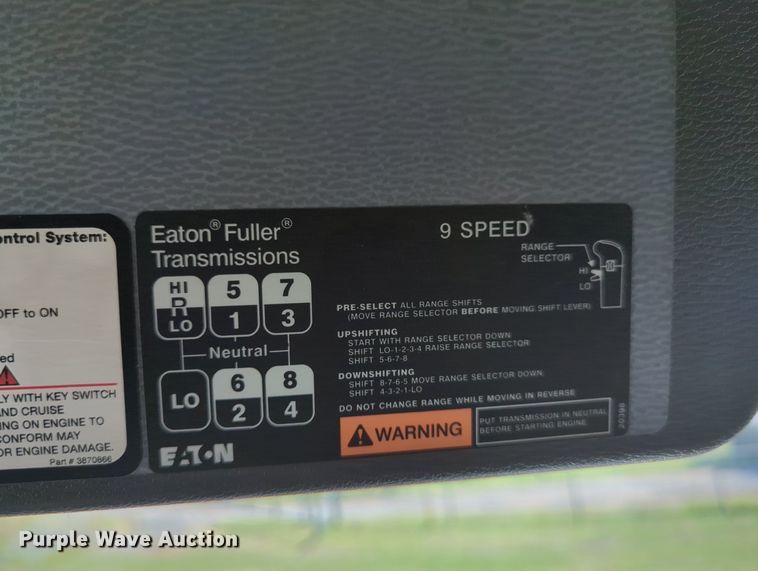 ontrol System:
OFF to ON
ed
LY WITH KEY SWITCH
AND CRUISE
ING ON ENGINE TO
CONFORM MAY
OR ENGINE DAMAGE.
Part # 3870866
Eaton® Fuller®
Transmissions
9 SPEED
RANGE
SELECTOR
HI
LO
HI 5 7
R
LO 1 3
Neutral
LO 6 8
2 4
PRE-SELECT ALL RANGE SHIFTS
(MOVE RANGE SELECTOR BEFORE MOVING SHIFT LEVER)
UPSHIFTING
START WITH RANGE SELECTOR DOWN
SHIFT LO-1-2-3-4 RAISE RANGE SELECTOR
SHIFT 5-6-7-8
DOWNSHIFTING
SHIFT 8-7-6-5 MOVE RANGE SELECTOR DOWN
SHIFT 4-3-2-1-LO
DO NOT CHANGE RANGE WHILE MOVING IN REVERSE
WARNING
PUT TRANSMISSION IN NEUTRAL
BEFORE STARTING ENGINE
20398
EATON
Purple Wave Auction